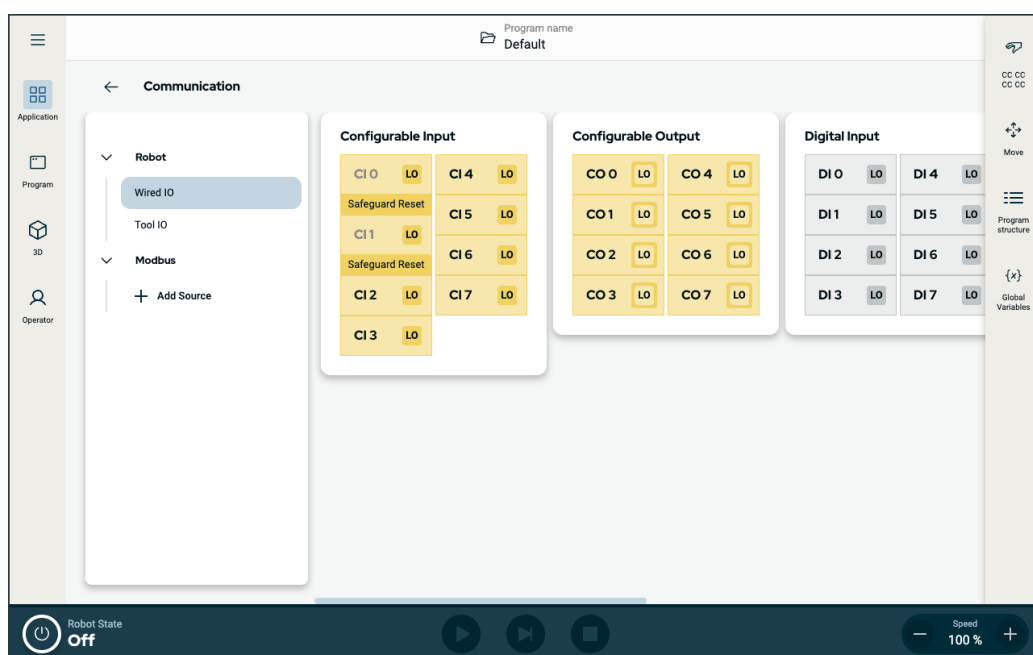 Program name
Default
Application
Program
3D
Operator
Communication
Robot
Wired IO
Tool IO
Modbus
Add Source
Configurable Input
CI 0 LO CI 4 LO
Safeguard Reset
CI 5 LO
CI 1 LO
CI 6 LO
Safeguard Reset
CI 2 LO CI 7 LO
CI 3 LO
Configurable Output
CO 0 LO CO 4 LO
CO 1 LO CO 5 LO
CO 2 LO CO 6 LO
CO 3 LO CO 7 LO
Digital Input
DI 0 LO DI 4 LO
DI 1 LO DI 5 LO
DI 2 LO DI 6 LO
DI 3 LO DI 7 LO
CC CC
CC CC
Move
Program
structure
{x}
Global
Variables
Robot State
Off
Speed
100 %